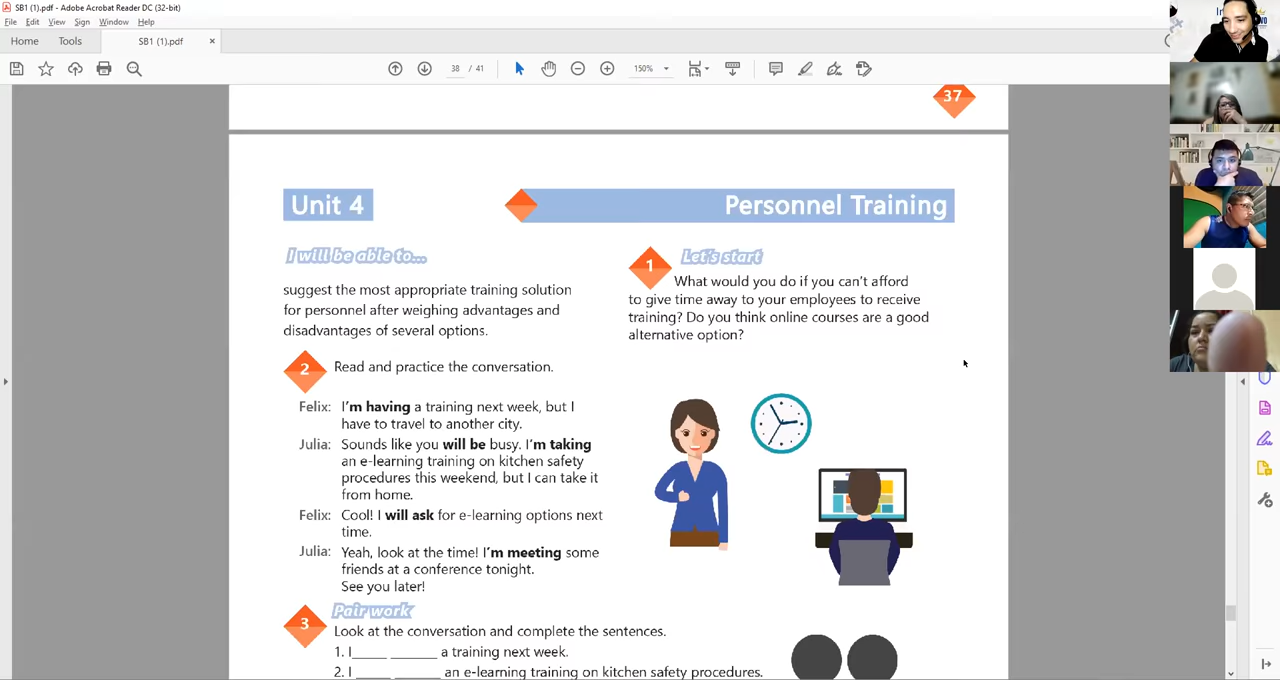 SB1 (1).pdf - Adobe Acrobat Reader DC (32-bit)
File Edit View Sign Window Help
Home Tools SB1 (1).pdf ×
38 / 41 150%
37
Unit 4 Personnel Training
I will be able to...
suggest the most appropriate training solution
for personnel after weighing advantages and
disadvantages of several options.
1 Let's start
What would you do if you can't afford
to give time away to your employees to receive
training? Do you think online courses are a good
alternative option?
2 Read and practice the conversation.
Felix: I'm having a training next week, but I
have to travel to another city.
Julia: Sounds like you will be busy. I'm taking
an e-learning training on kitchen safety
procedures this weekend, but I can take it
from home.
Felix: Cool! I will ask for e-learning options next
time.
Julia: Yeah, look at the time! I'm meeting some
friends at a conference tonight.
See you later!
3 Pair work
Look at the conversation and complete the sentences.
1. I_____ _______ a training next week.
2. I _____ _______ an e-learning training on kitchen safety procedures.